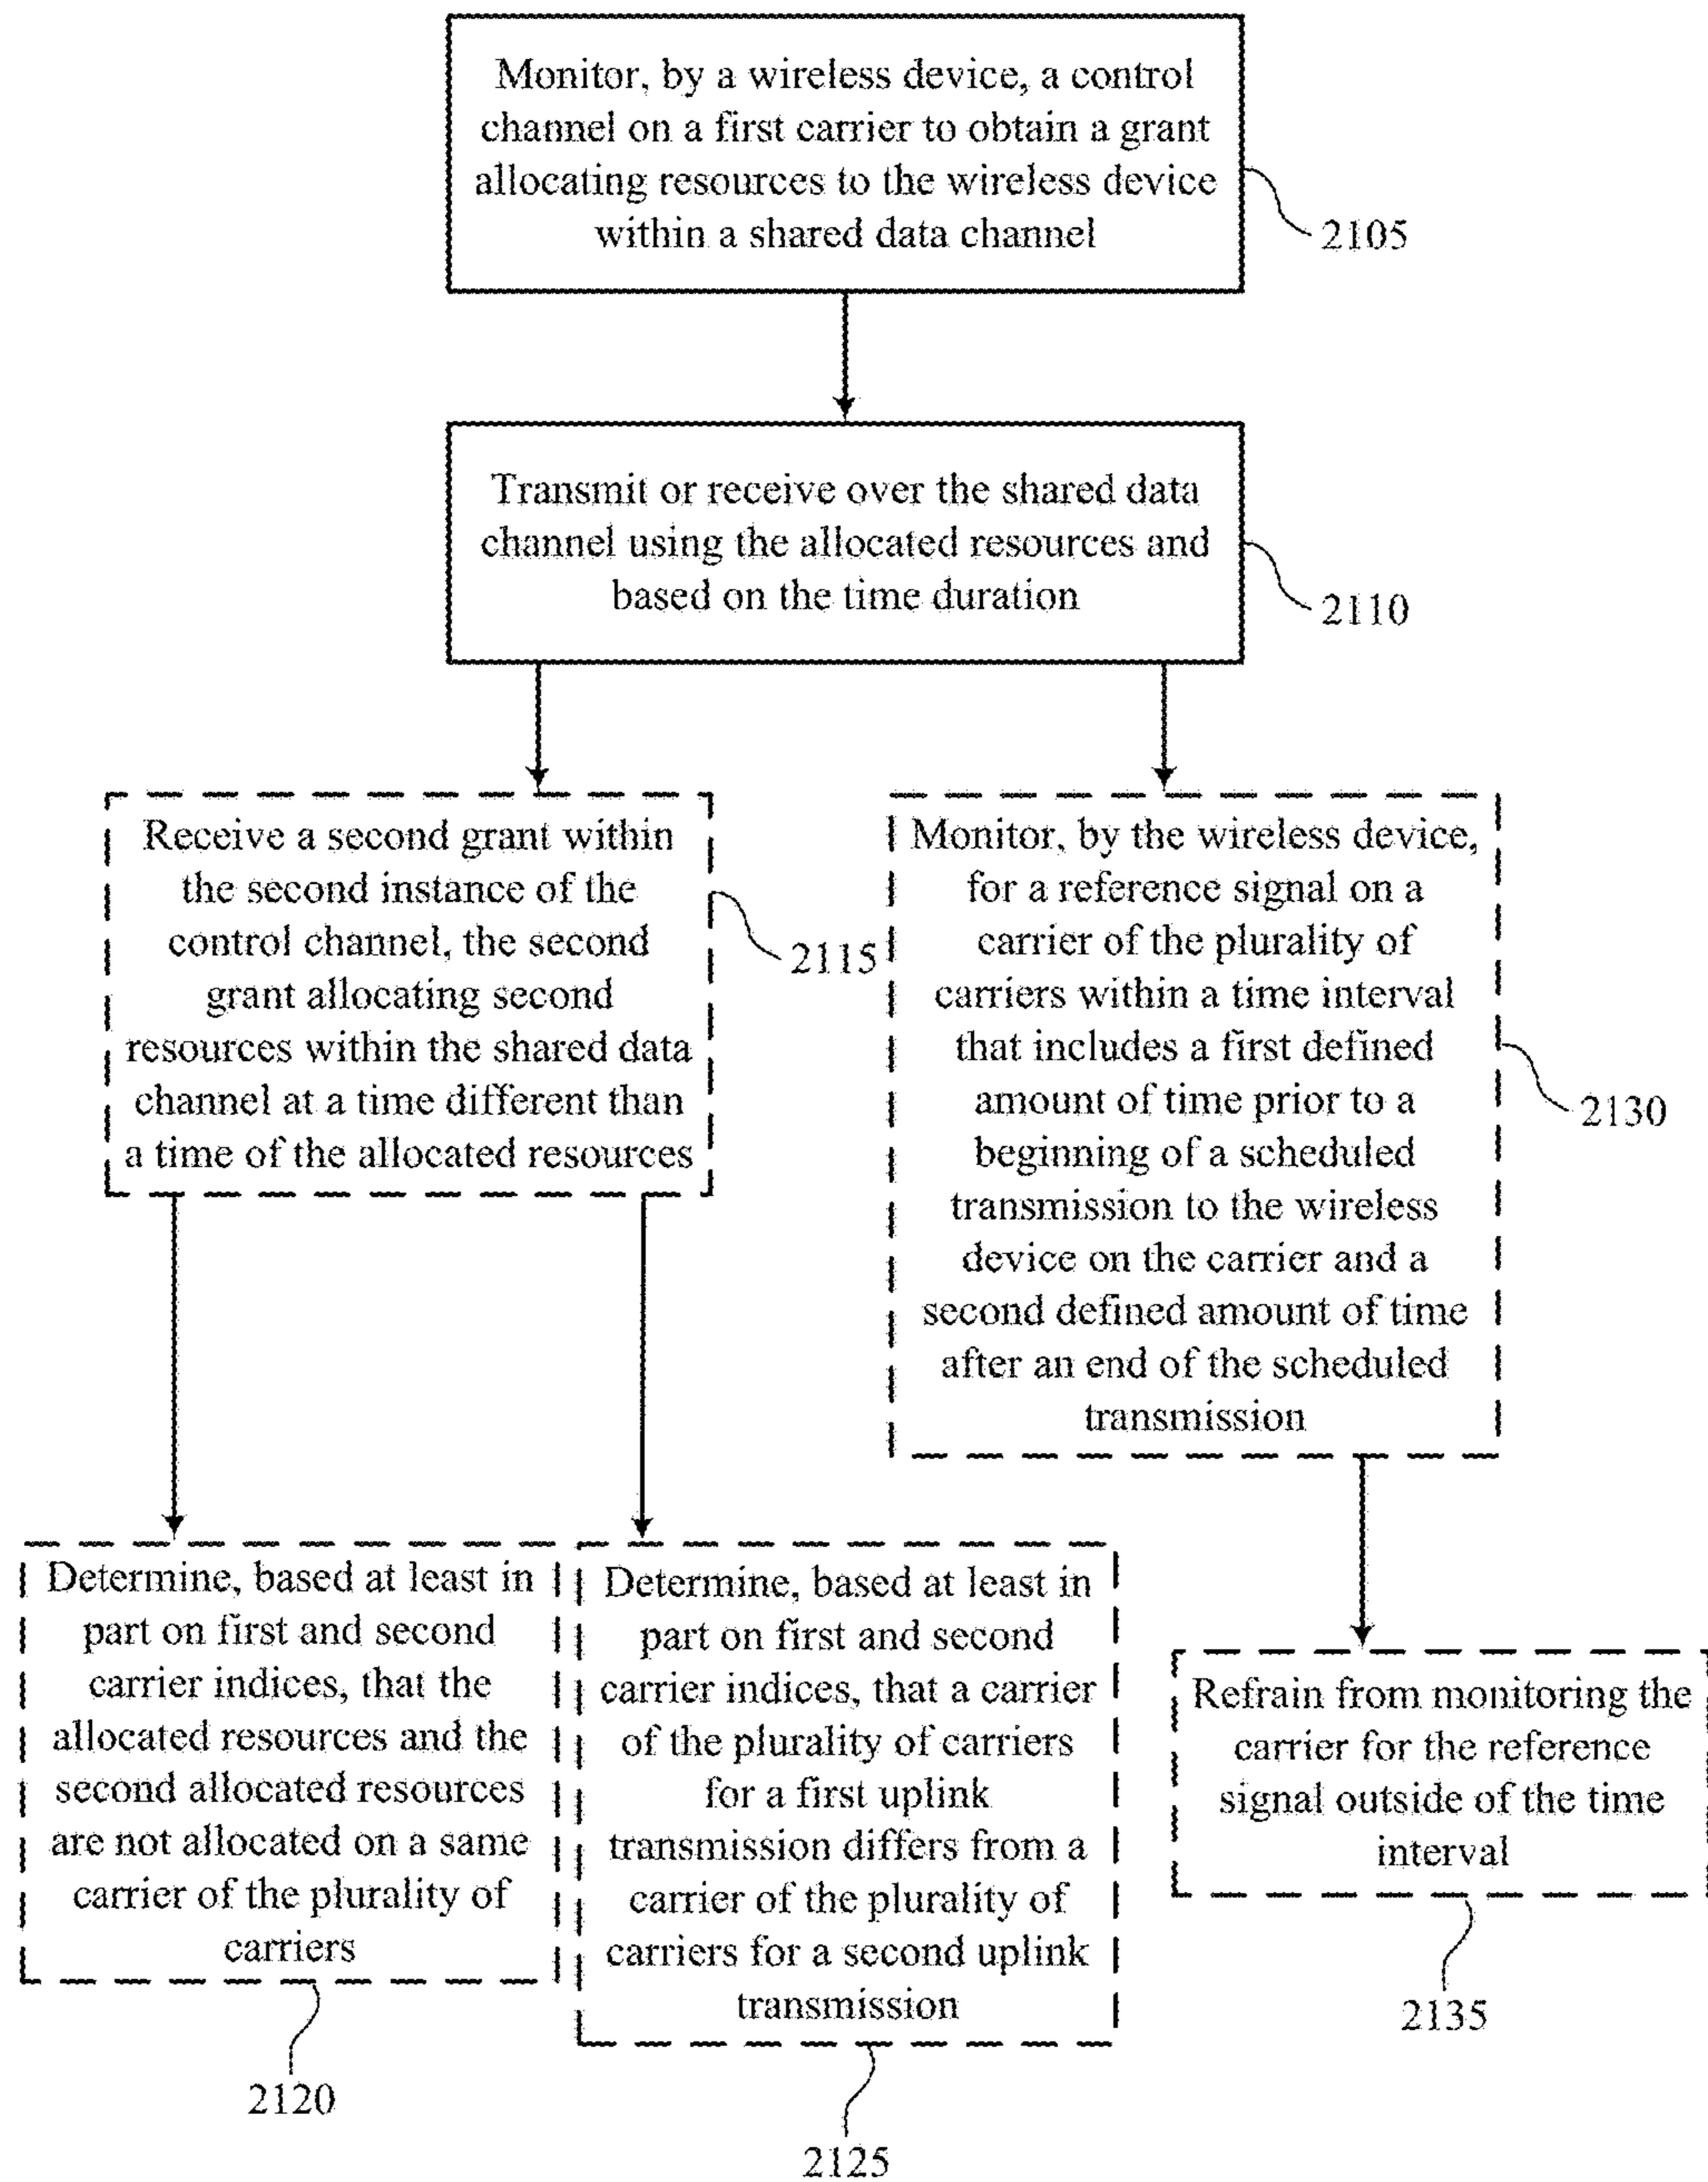 Monitor, by a wireless device, a control
channel on a first carrier to obtain a grant
allocating resources to the wireless device
within a shared data channel
2105
Transmit or receive over the shared data
channel using the allocated resources and
based on the time duration
2110
Receive a second grant within
the second instance of the
control channel, the second
grant allocating second
resources within the shared data
channel at a time different than
a time of the allocated resources
2115
Monitor, by the wireless device,
for a reference signal on a
carrier of the plurality of
carriers within a time interval
that includes a first defined
amount of time prior to a
beginning of a scheduled
transmission to the wireless
device on the carrier and a
second defined amount of time
after an end of the scheduled
transmission
2130
Determine, based at least in
part on first and second
carrier indices, that the
allocated resources and the
second allocated resources
are not allocated on a same
carrier of the plurality of
carriers
2120
Determine, based at least in
part on first and second
carrier indices, that a carrier
of the plurality of carriers
for a first uplink
transmission differs from a
carrier of the plurality of
carriers for a second uplink
transmission
2125
Refrain from monitoring the
carrier for the reference
signal outside of the time
interval
2135